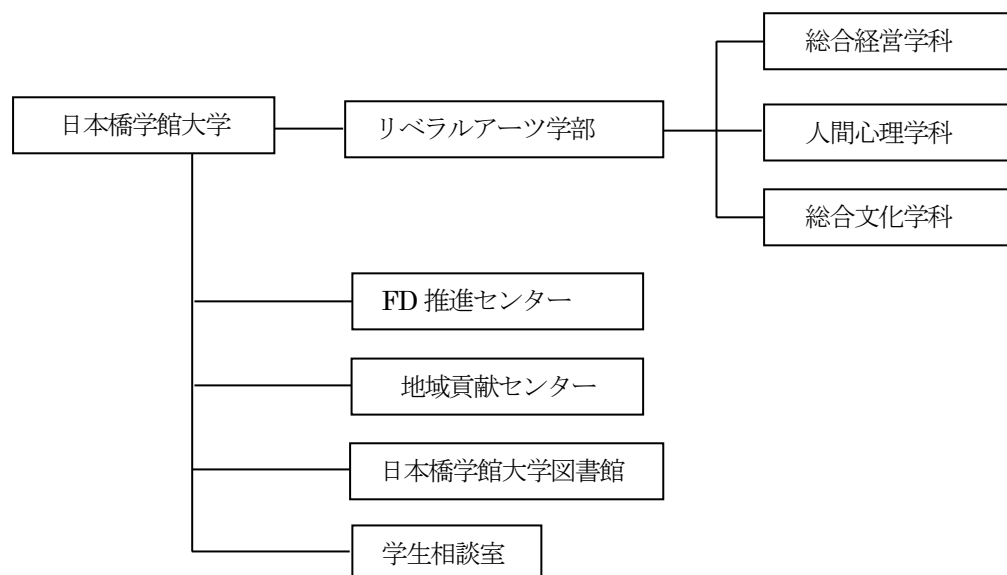 日本橋学館大学
リベラルアーツ学部
総合経営学科
人間心理学科
総合文化学科
FD 推進センター
地域貢献センター
日本橋学館大学図書館
学生相談室